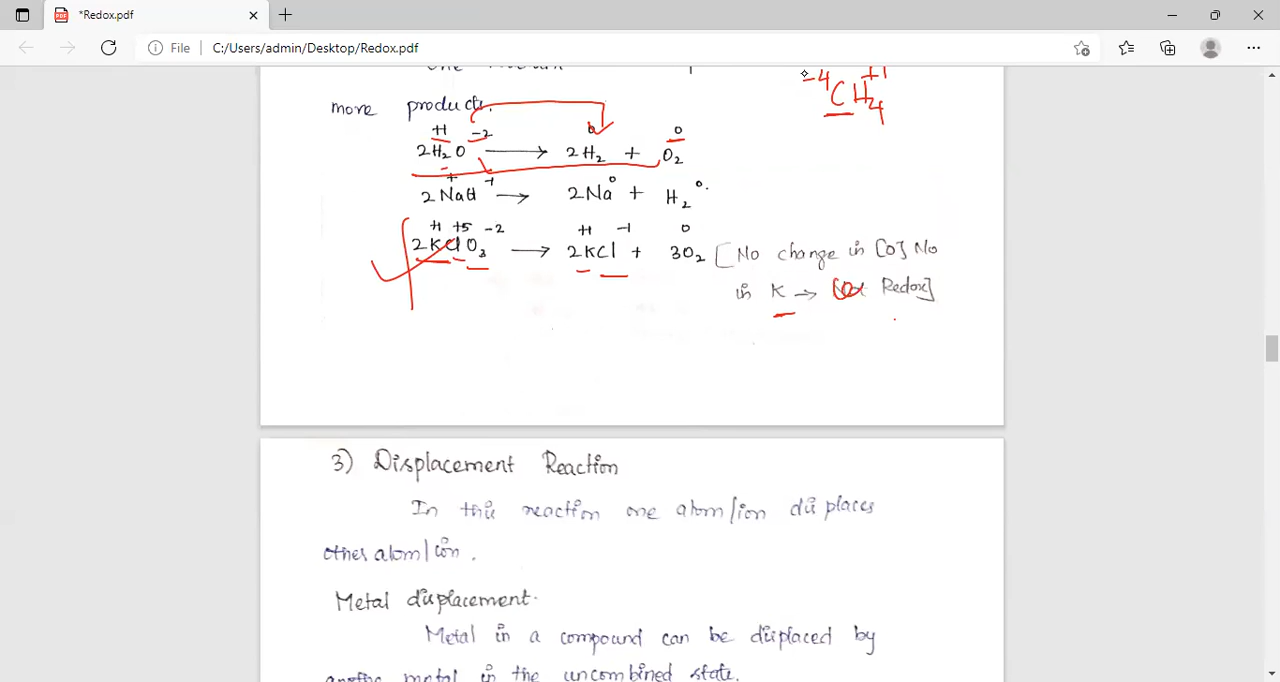 *Redox.pdf
File C:/Users/admin/Desktop/Redox.pdf
-4 +1
CH4
more products.
+1 -2 0 0
2H2O → 2H2 + O2
+ -1 0 0
2NaH → 2Na + H2.
+1 +5 -2 +1 -1 0
2KClO3 → 2KCl + 3O2 [No change in [O] No
in K → Redox]
3) Displacement Reaction
In this reaction one atom/ion displaces
other atom/ion.
Metal displacement.
Metal in a compound can be displaced by
another metal in the uncombined state.